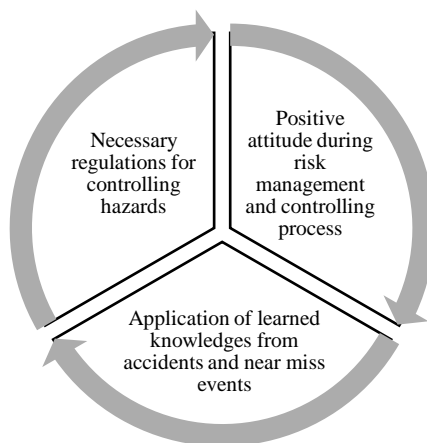 Necessary
regulations for
controlling
hazards
Positive
attitude during
risk
management
and controlling
process
Application of learned
knowledges from
accidents and near miss
events